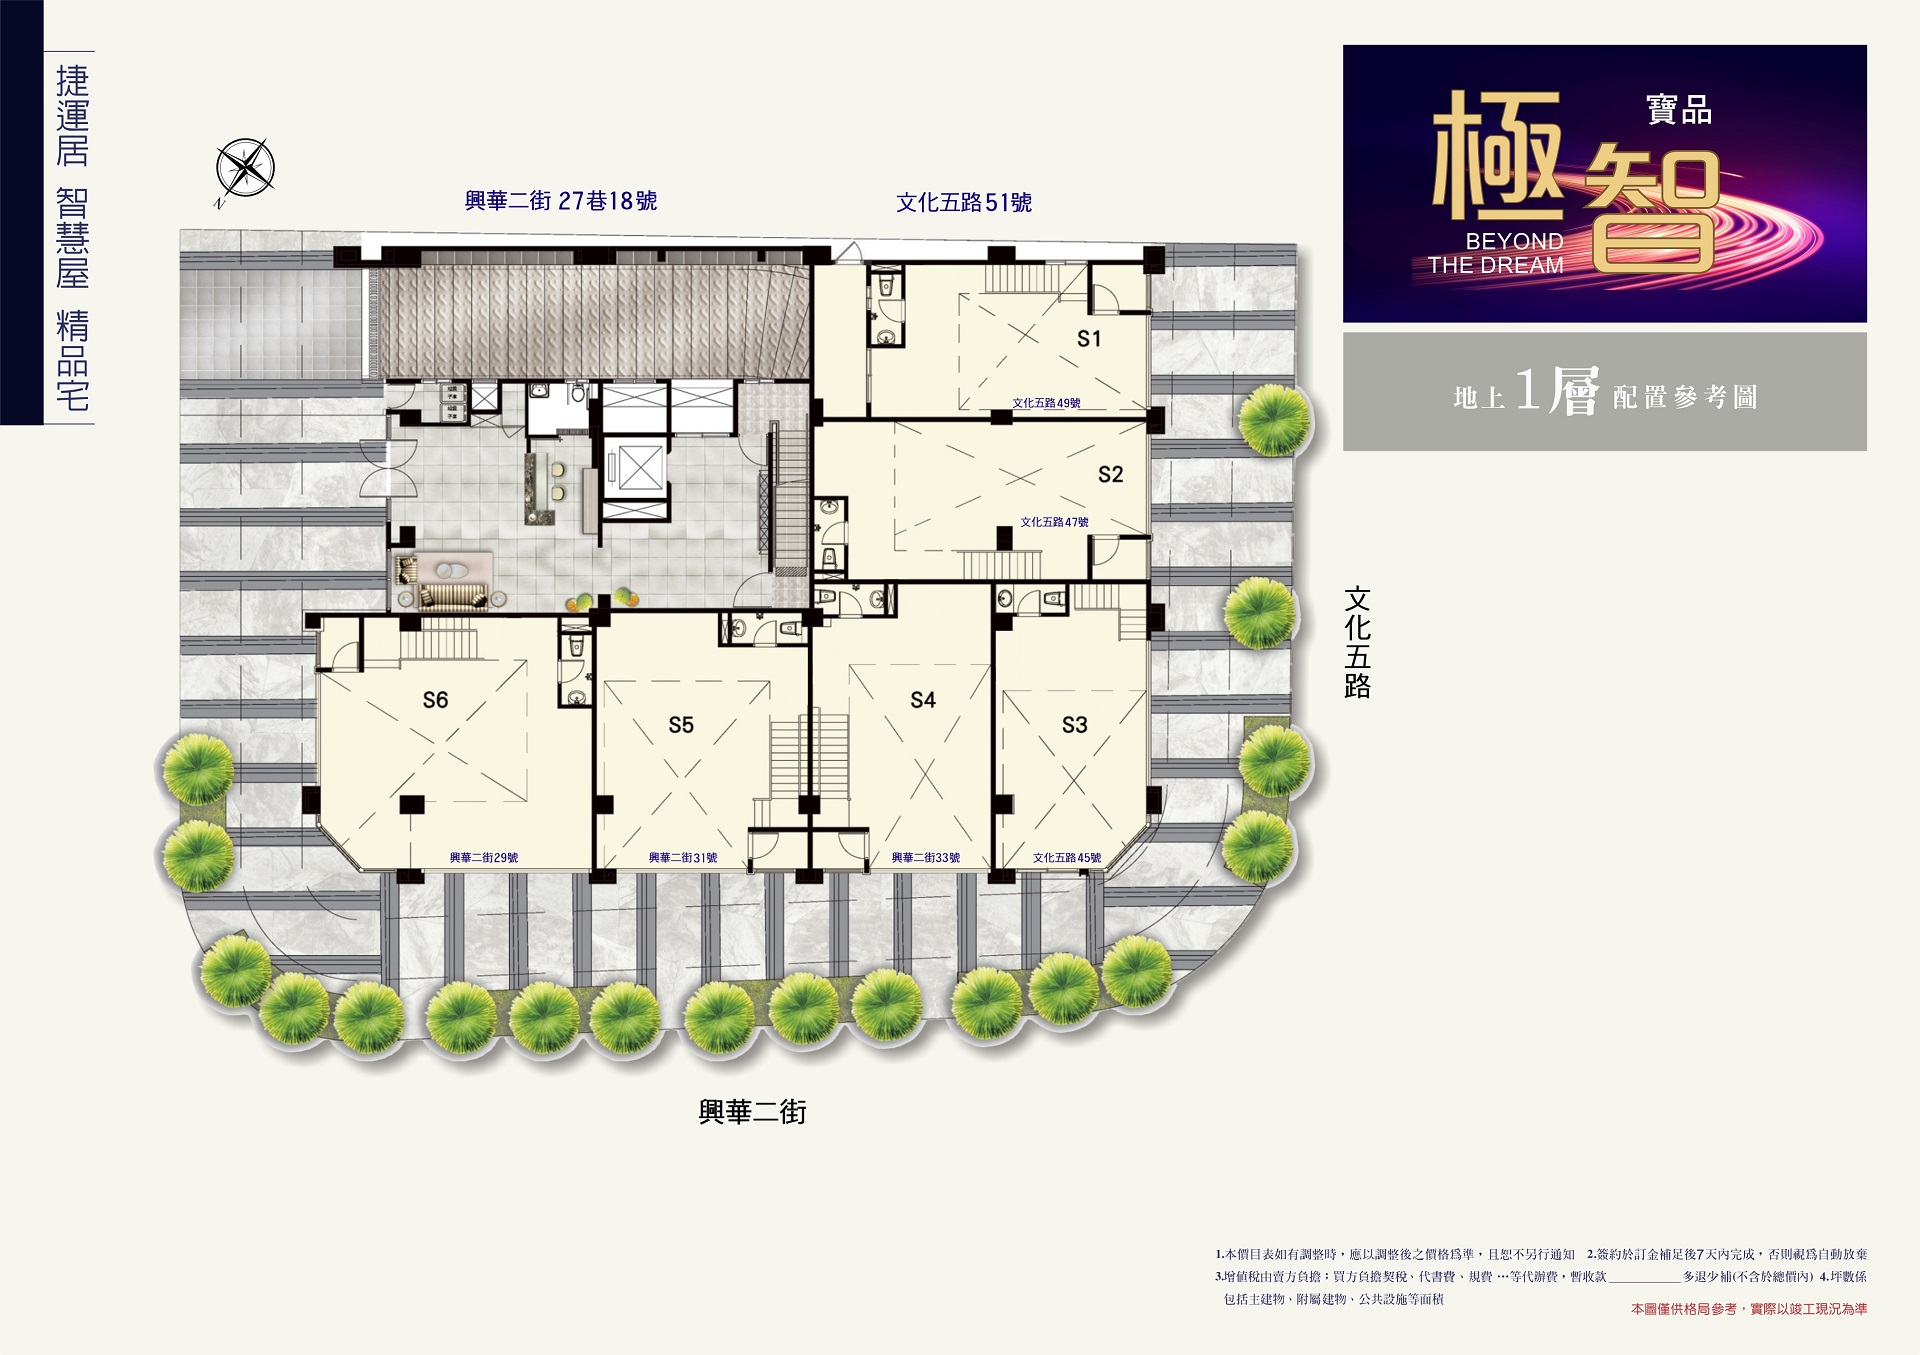 捷運居 智慧屋 精品宅
寶品
極智
BEYOND
THE DREAM
地上1層配置參考圖
N
興華二街 27巷18號
文化五路51號
S1
文化五路49號
S2
文化五路47號
S6
S5
S4
S3
興華二街29號
興華二街31號
興華二街33號
文化五路45號
文化五路
興華二街
1.本價目表如有調整時，應以調整後之價格為準，且恕不另行通知 2.簽約於訂金補足後7天內完成，否則視為自動放棄
3.增值稅由賣方負擔；買方負擔契稅、代書費、規費…等代辦費，暫收款__________多退少補(不含於總價內) 4.坪數係
包括主建物、附屬建物、公共設施等面積
本圖僅供格局參考，實際以竣工現況為準